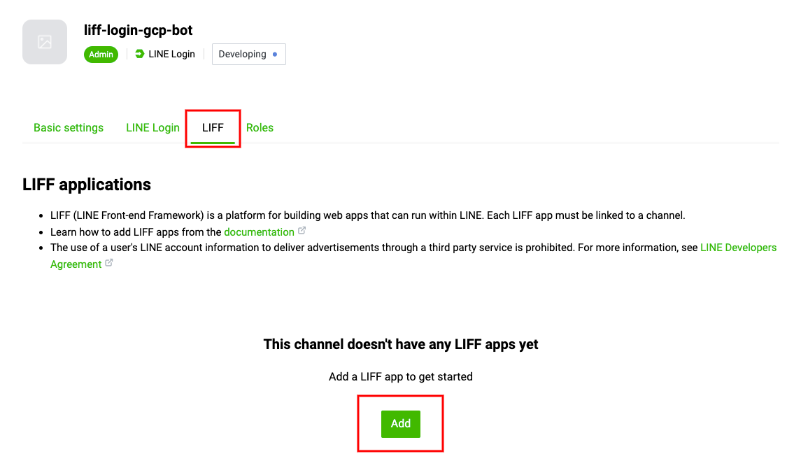 liff-login-gcp-bot
Admin LINE Login Developing
Basic settings LINE Login LIFF Roles
LIFF applications
LIFF (LINE Front-end Framework) is a platform for building web apps that can run within LINE. Each LIFF app must be linked to a channel.
Learn how to add LIFF apps from the documentation
The use of a user's LINE account information to deliver advertisements through a third party service is prohibited. For more information, see LINE Developers
Agreement
This channel doesn't have any LIFF apps yet
Add a LIFF app to get started
Add